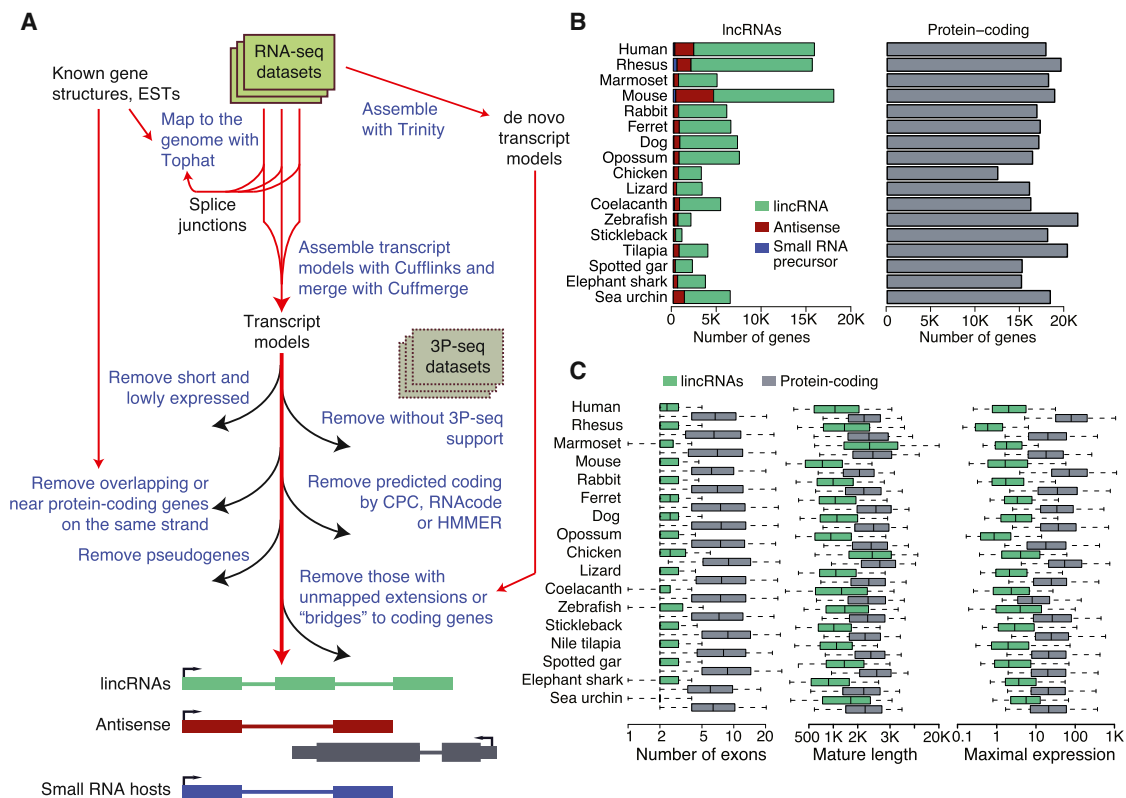 A
RNA-seq
datasets
Known gene
structures, ESTs
Map to the
genome with
Tophat
Assemble
with Trinity
de novo
transcript
models
Splice
junctions
Assemble transcript
models with Cufflinks and
merge with Cuffmerge
Transcript
models
3P-seq
datasets
Remove short and
lowly expressed
Remove without 3P-seq
support
Remove overlapping or
near protein-coding genes
on the same strand
Remove predicted coding
by CPC, RNAcode
or HMMER
Remove pseudogenes
Remove those with
unmapped extensions or
“bridges” to coding genes
lincRNAs
Antisense
Small RNA hosts
B
lncRNAs
Protein–coding
Human
Rhesus
Marmoset
Mouse
Rabbit
Ferret
Dog
Opossum
Chicken
Lizard
Coelacanth
Zebrafish
Stickleback
Tilapia
Spotted gar
Elephant shark
Sea urchin
lincRNA
Antisense
Small RNA
precursor
0 5K 10K 15K 20K
Number of genes
0 5K 10K 15K 20K
Number of genes
C
lincRNAs
Protein-coding
Human
Rhesus
Marmoset
Mouse
Rabbit
Ferret
Dog
Opossum
Chicken
Lizard
Coelacanth
Zebrafish
Stickleback
Nile tilapia
Spotted gar
Elephant shark
Sea urchin
1 2 5 10 20
Number of exons
500 1K 2K 3K 20K
Mature length
0.1 1 10 100 1K
Maximal expression